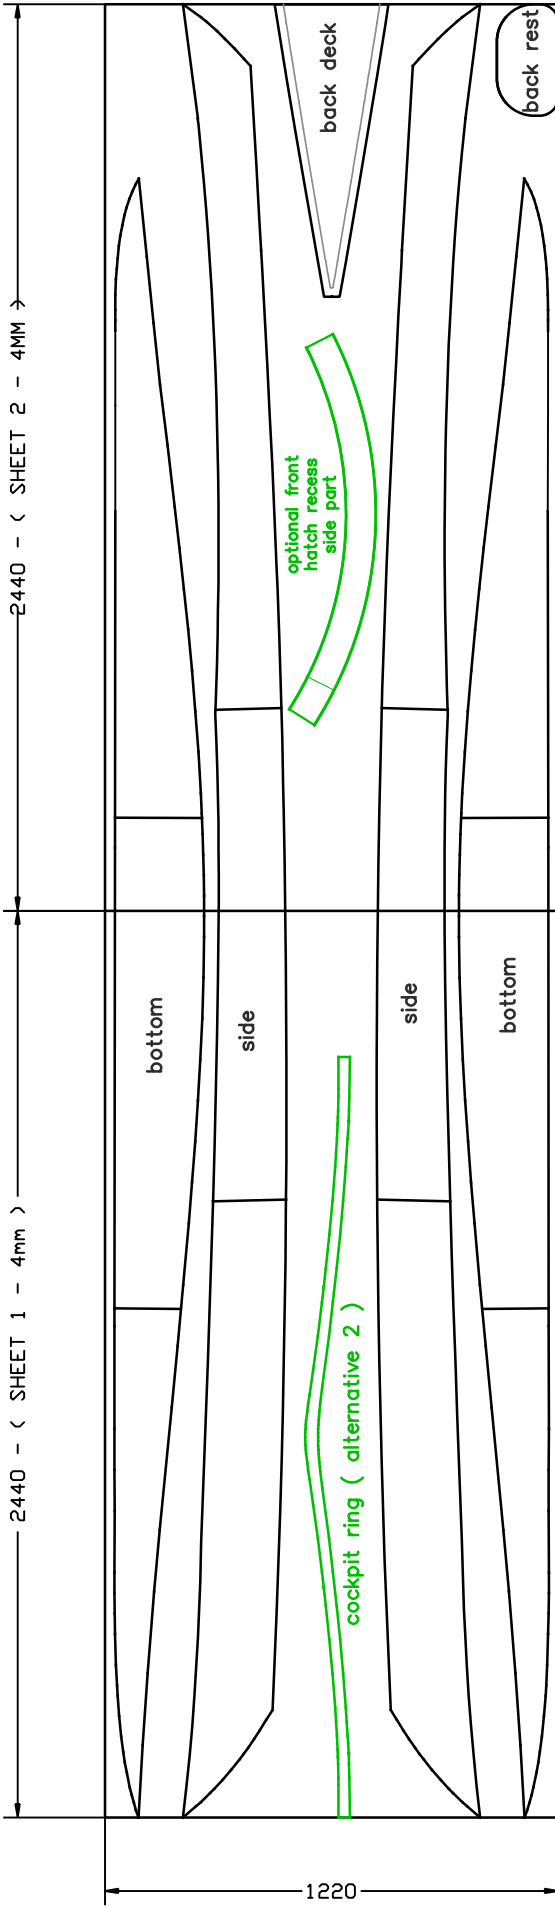 back deck
back rest
2440 - ( SHEET 2 - 4MM )
optional front
hatch recess
side part
bottom
side
side
bottom
2440 - ( SHEET 1 - 4mm )
cockpit ring ( alternative 2 )
1220